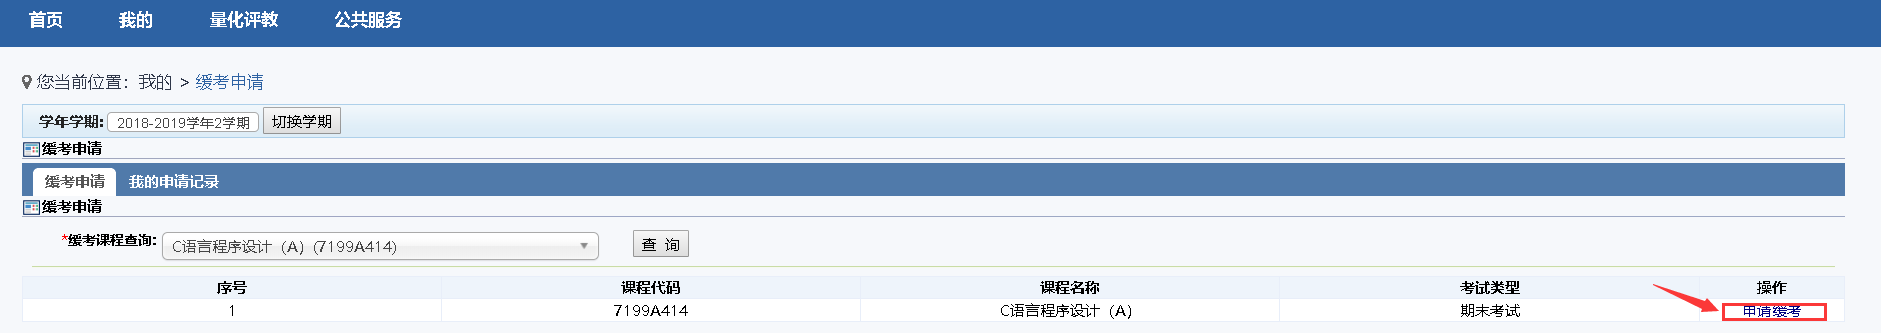 首页 我的 量化评教 公共服务
您当前位置：我的 > 缓考申请
学年学期: 2018-2019学年2学期 切换学期
缓考申请
缓考申请 我的申请记录
缓考申请
*缓考课程查询: C语言程序设计（A）(7199A414) 查 询
序号 课程代码 课程名称 考试类型 操作
1 7199A414 C语言程序设计（A） 期末考试 申请缓考